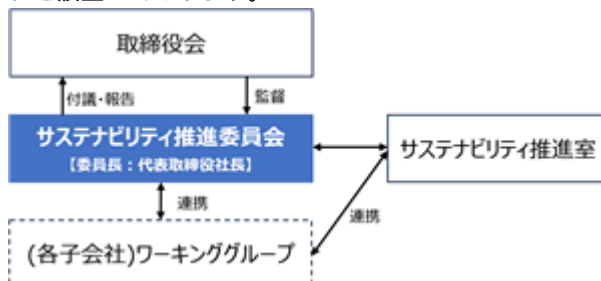 取締役会
付議・報告
監督
サステナビリティ推進委員会
【委員長：代表取締役社長】
サステナビリティ推進室
連携
連携
(各子会社)ワーキンググループ